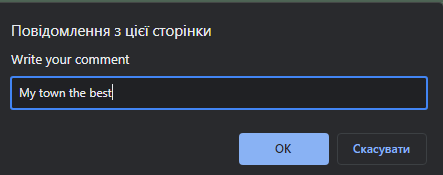 Повідомлення з цієї сторінки
Write your comment
My town the best
OK Скасувати